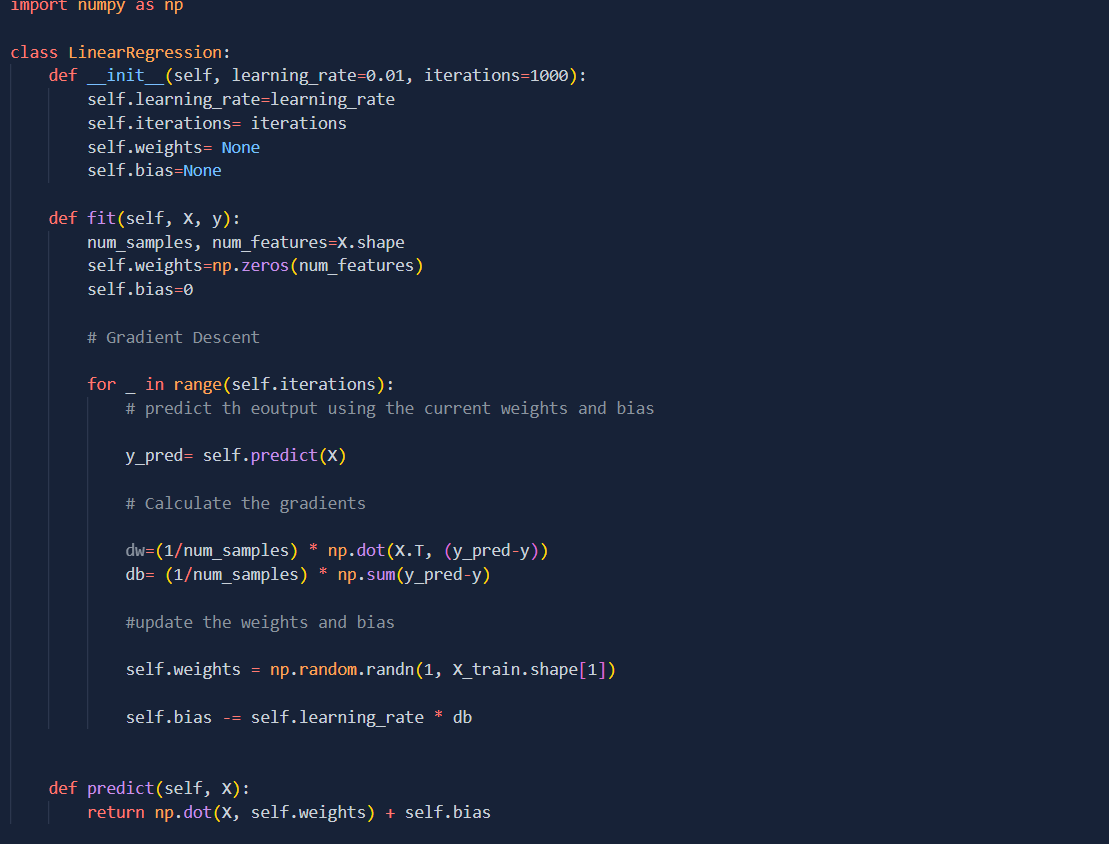 import numpy as np
class LinearRegression:
def __init__(self, learning_rate=0.01, iterations=1000):
self.learning_rate=learning_rate
self.iterations= iterations
self.weights= None
self.bias=None
def fit(self, X, y):
num_samples, num_features=X.shape
self.weights=np.zeros(num_features)
self.bias=0
# Gradient Descent
for _ in range(self.iterations):
# predict th eoutput using the current weights and bias
y_pred= self.predict(X)
# Calculate the gradients
dw=(1/num_samples) * np.dot(X.T, (y_pred-y))
db= (1/num_samples) * np.sum(y_pred-y)
#update the weights and bias
self.weights = np.random.randn(1, X_train.shape[1])
self.bias -= self.learning_rate * db
def predict(self, X):
return np.dot(X, self.weights) + self.bias